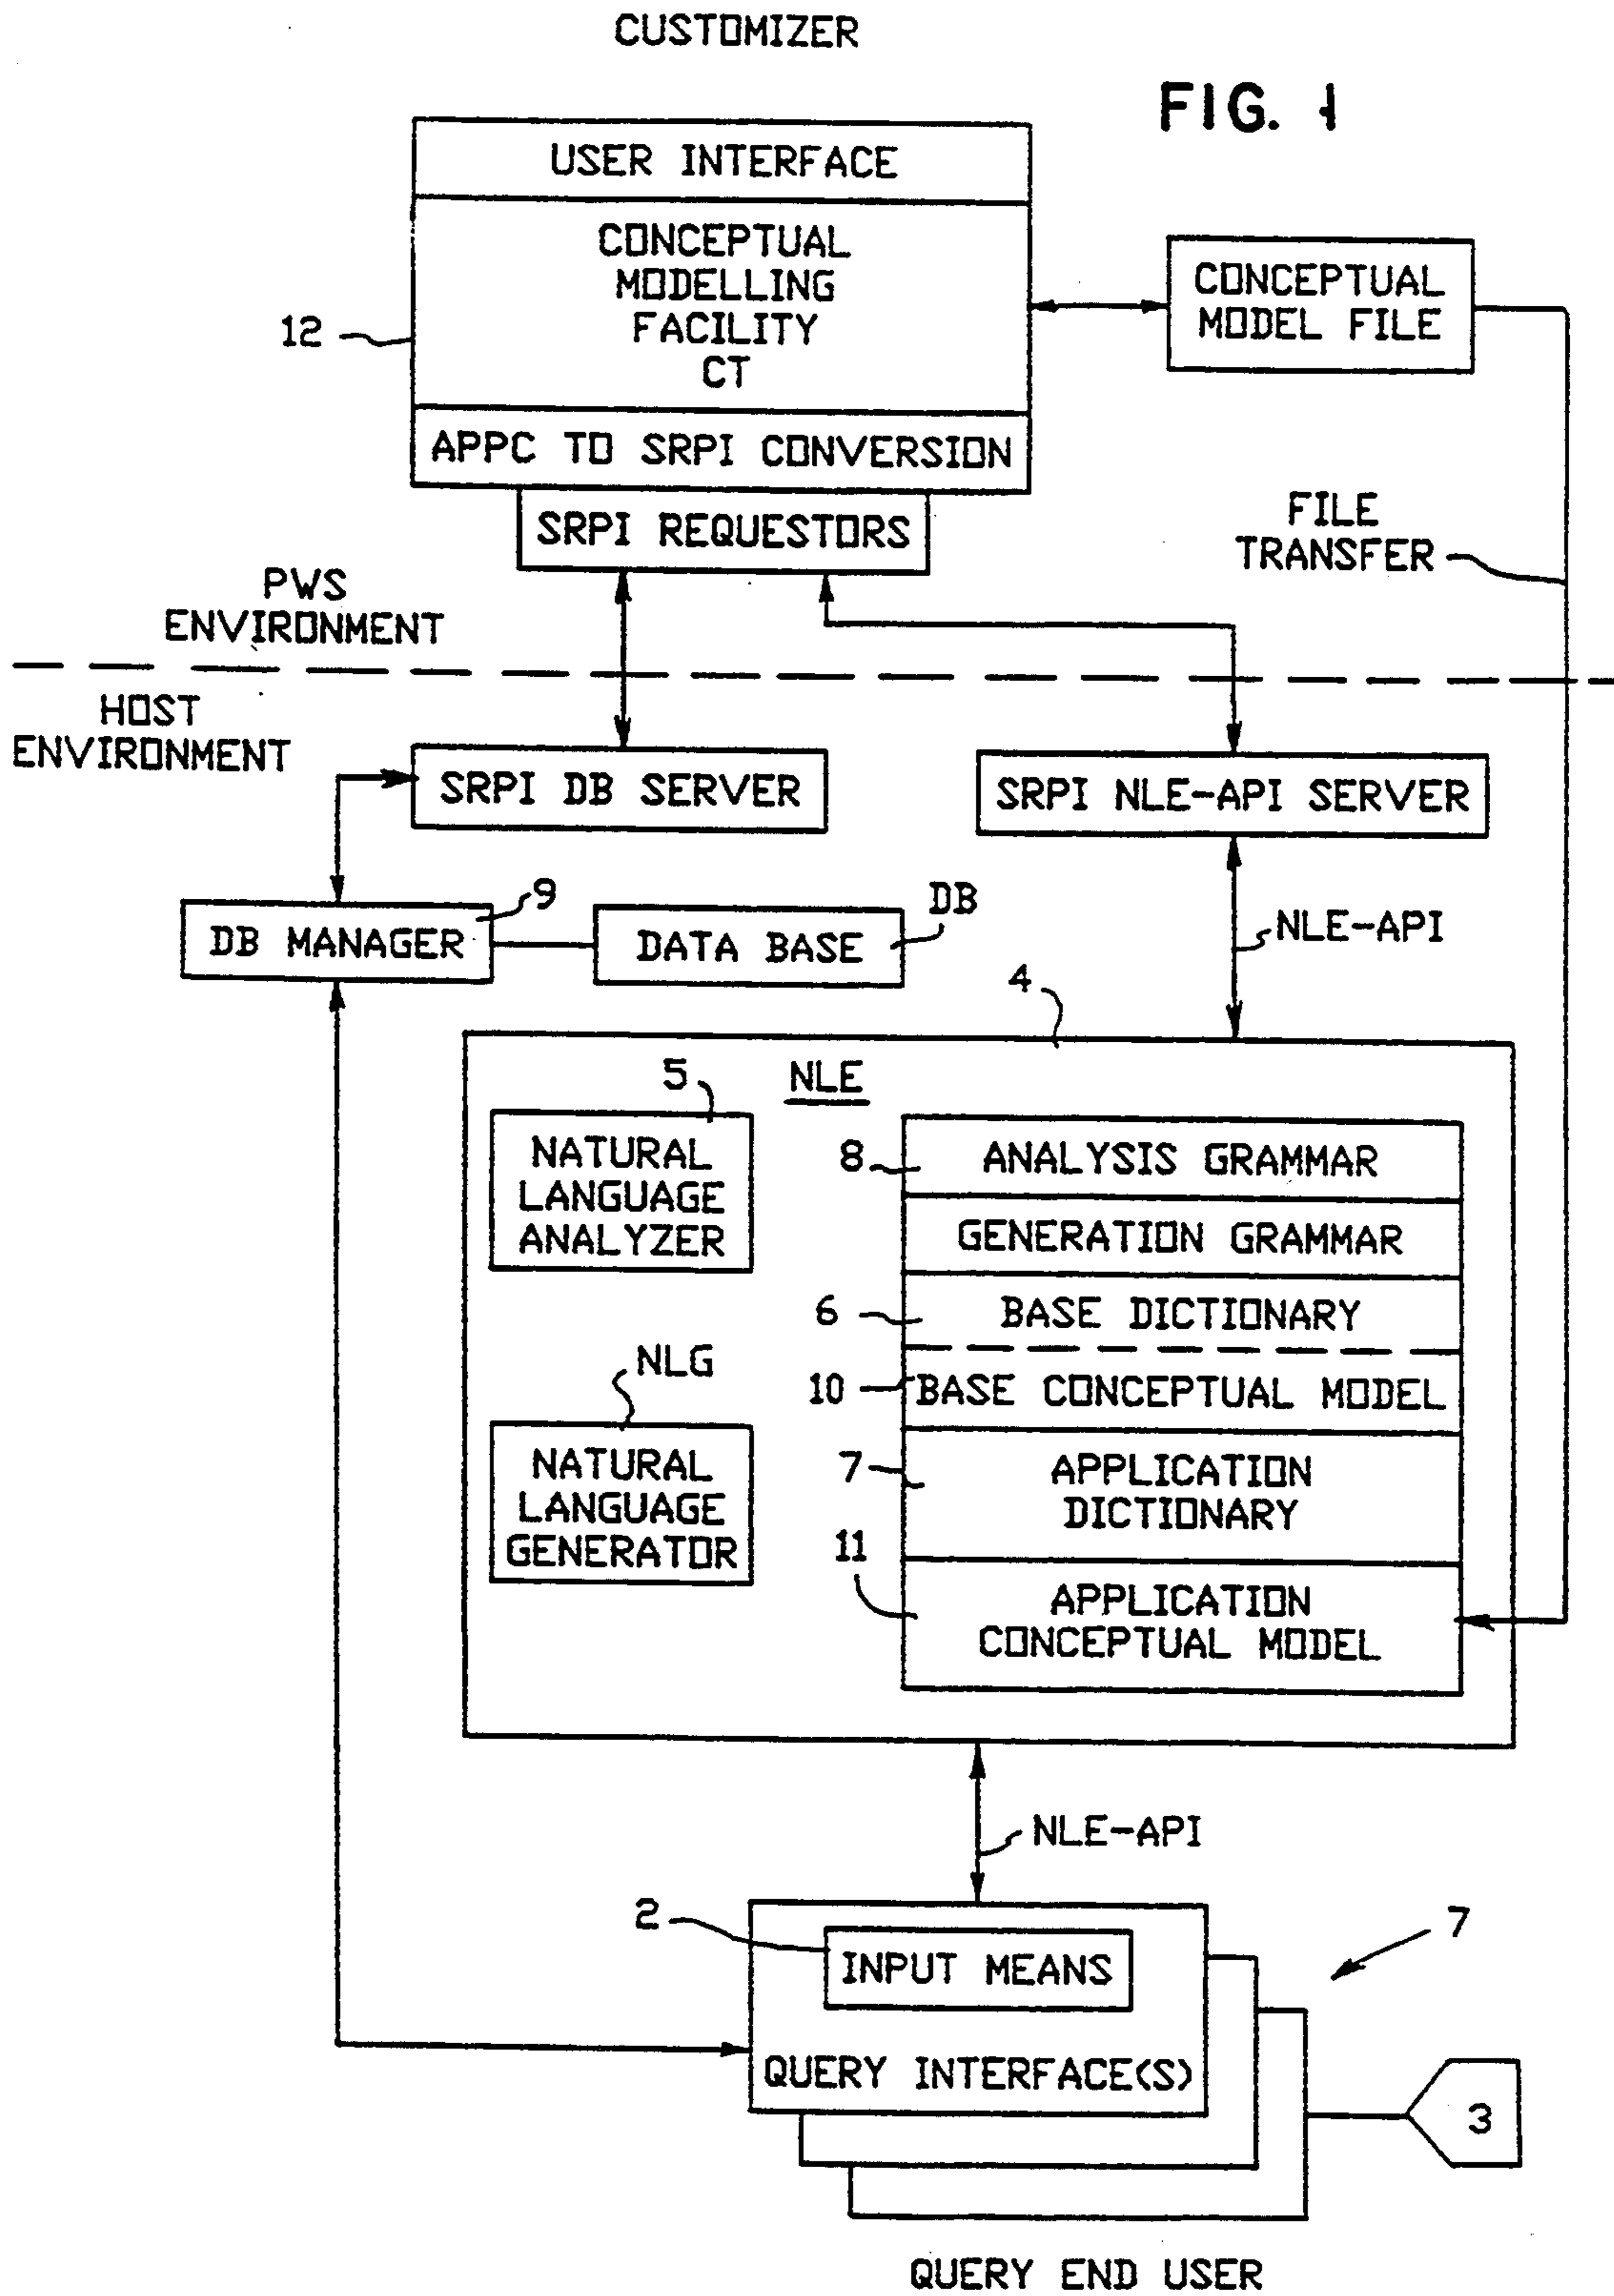 CUSTOMIZER
FIG. 1
USER INTERFACE
CONCEPTUAL
MODELLING
FACILITY
CT
12
CONCEPTUAL
MODEL FILE
APPC TO SRPI CONVERSION
SRPI REQUESTORS
FILE
TRANSFER
PWS
ENVIRONMENT
HOST
ENVIRONMENT
SRPI DB SERVER
SRPI NLE-API SERVER
9
DB
DB MANAGER
DATA BASE
NLE-API
4
5
NLE
NATURAL
LANGUAGE
ANALYZER
8
ANALYSIS GRAMMAR
GENERATION GRAMMAR
6
BASE DICTIONARY
NLG
10
BASE CONCEPTUAL MODEL
NATURAL
LANGUAGE
GENERATOR
7
APPLICATION
DICTIONARY
11
APPLICATION
CONCEPTUAL MODEL
NLE-API
2
INPUT MEANS
7
QUERY INTERFACE(S)
3
QUERY END USER